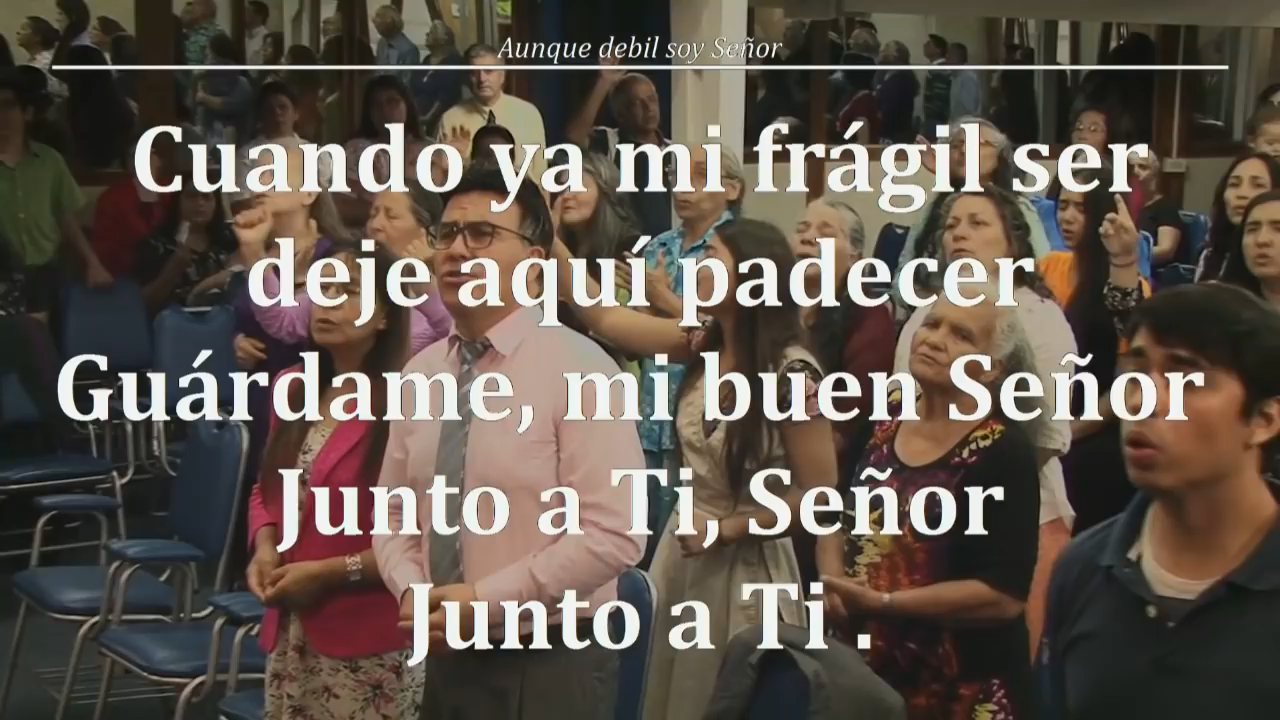 Aunque debil soy Señor
Cuando ya mi frágil ser
deje aquí padecer
Guárdame, mi buen Señor
Junto a Ti, Señor
Junto a Ti .